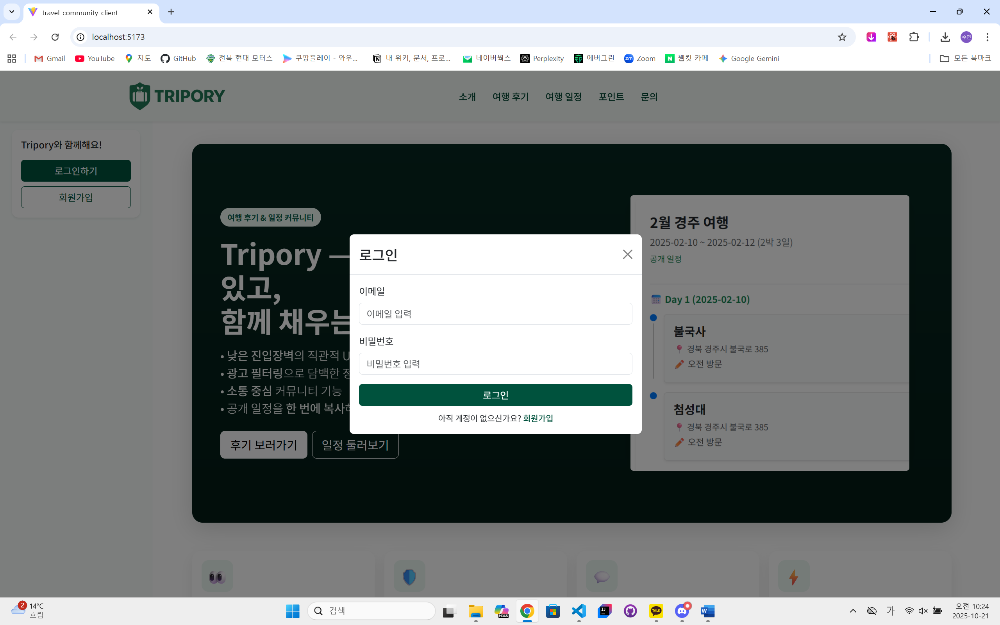 travel-community-client
localhost:5173
수연
Gmail
YouTube
지도
GitHub
전북 현대 모터스
쿠팡플레이 - 와우...
내 위키, 문서, 프로...
네이버웍스
Perplexity
에버그린
Zoom
웹킷 카페
Google Gemini
모든 북마크
TRIPORY
소개
여행 후기
여행 일정
포인트
문의
Tripory와 함께해요!
로그인하기
회원가입
여행 후기 & 일정 커뮤니티
Tripory —
있고,
함께 채우는
• 낮은 진입장벽의 직관적 U
• 광고 필터링으로 담백한 정
• 소통 중심 커뮤니티 기능
• 공개 일정을 한 번에 복사하
후기 보러가기
일정 둘러보기
로그인
이메일
이메일 입력
비밀번호
비밀번호 입력
로그인
아직 계정이 없으신가요? 회원가입
2월 경주 여행
2025-02-10 ~ 2025-02-12 (2박 3일)
공개 일정
Day 1 (2025-02-10)
불국사
경북 경주시 불국로 385
오전 방문
첨성대
경북 경주시 불국로 385
오전 방문
2
14°C
흐림
검색
M365
TALK
가
오전 10:24
2025-10-21